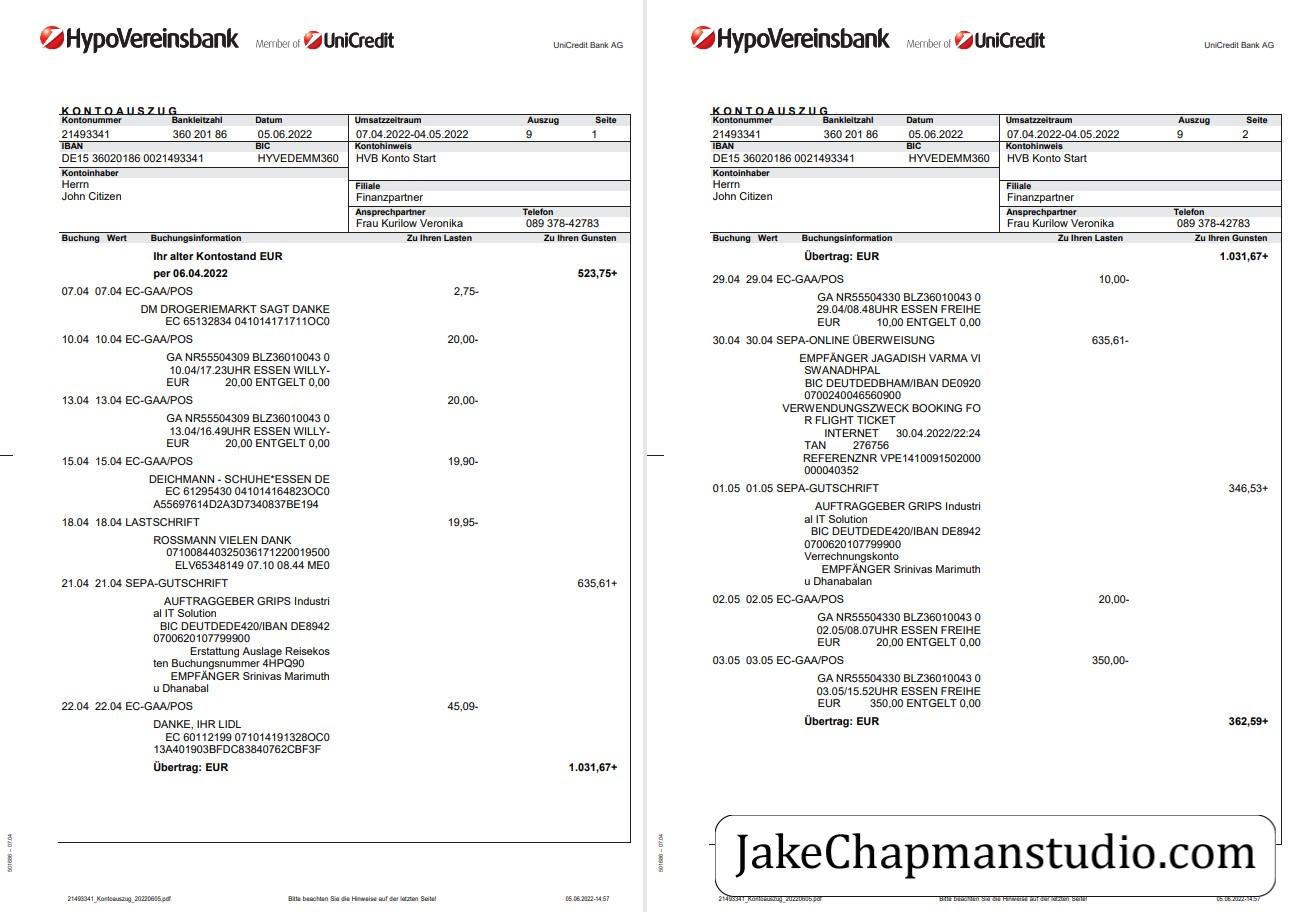 HypoVereinsbank Member of UniCredit UniCredit Bank AG
KONTOAUSZUG
Kontonummer Bankleitzahl Datum Umsatzzeitraum Auszug Seite
21493341 360 201 86 05.06.2022 07.04.2022-04.05.2022 9 1
IBAN BIC Kontohinweis
DE15 36020186 0021493341 HYVEDEMM360 HVB Konto Start
Kontoinhaber
Herrn Filiale
John Citizen Finanzpartner
Ansprechpartner Telefon
Frau Kurilow Veronika 089 378-42783
Buchung Wert Buchungsinformation Zu Ihren Lasten Zu Ihren Gunsten
Ihr alter Kontostand EUR
per 06.04.2022 523,75+
07.04 07.04 EC-GAA/POS 2,75-
DM DROGERIEMARKT SAGT DANKE
EC 65132834 041014171711OC0
10.04 10.04 EC-GAA/POS 20,00-
GA NR55504309 BLZ36010043 0
10.04/17.23UHR ESSEN WILLY-
EUR 20,00 ENTGELT 0,00
13.04 13.04 EC-GAA/POS 20,00-
GA NR55504309 BLZ36010043 0
13.04/16.49UHR ESSEN WILLY-
EUR 20,00 ENTGELT 0,00
15.04 15.04 EC-GAA/POS 19,90-
DEICHMANN - SCHUHE*ESSEN DE
EC 61295430 041014164823OC0
A55697614D2A3D7340837BE194
18.04 18.04 LASTSCHRIFT 19,95-
ROSSMANN VIELEN DANK
071008440325036171220019500
ELV65348149 07.10 08.44 ME0
21.04 21.04 SEPA-GUTSCHRIFT 635,61+
AUFTRAGGEBER GRIPS Industri
al IT Solution
BIC DEUTDEDE420/IBAN DE8942
0700620107799900
Erstattung Auslage Reisekos
ten Buchungsnummer 4HPQ90
EMPFÄNGER Srinivas Marimuth
u Dhanabal
22.04 22.04 EC-GAA/POS 45,09-
DANKE, IHR LIDL
EC 60112199 071014191328OC0
13A401903BFDC83840762CBF3F
Übertrag: EUR 1.031,67+
501686 – 07.04
21493341_Kontoauszug_20220605.pdf Bitte beachten Sie die Hinweise auf der letzten Seite! 05.06.2022-14:57
HypoVereinsbank Member of UniCredit UniCredit Bank AG
KONTOAUSZUG
Kontonummer Bankleitzahl Datum Umsatzzeitraum Auszug Seite
21493341 360 201 86 05.06.2022 07.04.2022-04.05.2022 9 2
IBAN BIC Kontohinweis
DE15 36020186 0021493341 HYVEDEMM360 HVB Konto Start
Kontoinhaber
Herrn Filiale
John Citizen Finanzpartner
Ansprechpartner Telefon
Frau Kurilow Veronika 089 378-42783
Buchung Wert Buchungsinformation Zu Ihren Lasten Zu Ihren Gunsten
Übertrag: EUR 1.031,67+
29.04 29.04 EC-GAA/POS 10,00-
GA NR55504330 BLZ36010043 0
29.04/08.48UHR ESSEN FREIHE
EUR 10,00 ENTGELT 0,00
30.04 30.04 SEPA-ONLINE ÜBERWEISUNG 635,61-
EMPFÄNGER JAGADISH VARMA VI
SWANADHPAL
BIC DEUTDEDBHAM/IBAN DE0920
0700240046560900
VERWENDUNGSZWECK BOOKING FO
R FLIGHT TICKET
INTERNET 30.04.2022/22:24
TAN 276756
REFERENZNR VPE1410091502000
000040352
01.05 01.05 SEPA-GUTSCHRIFT 346,53+
AUFTRAGGEBER GRIPS Industri
al IT Solution
BIC DEUTDEDE420/IBAN DE8942
0700620107799900
Verrechnungskonto
EMPFÄNGER Srinivas Marimuth
u Dhanabalan
02.05 02.05 EC-GAA/POS 20,00-
GA NR55504330 BLZ36010043 0
02.05/08.07UHR ESSEN FREIHE
EUR 20,00 ENTGELT 0,00
03.05 03.05 EC-GAA/POS 350,00-
GA NR55504330 BLZ36010043 0
03.05/15.52UHR ESSEN FREIHE
EUR 350,00 ENTGELT 0,00
Übertrag: EUR 362,59+
JakeChapmanstudio.com
501686 – 07.04
21493341_Kontoauszug_20220605.pdf Bitte beachten Sie die Hinweise auf der letzten Seite! 05.06.2022-14:57